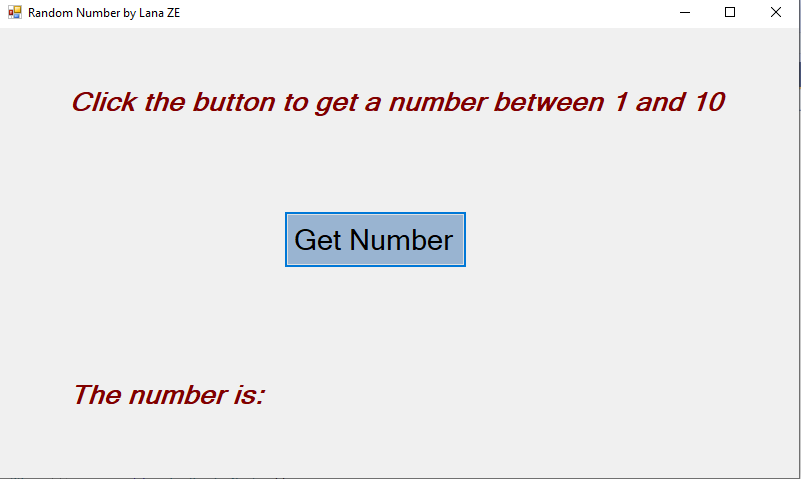 Random Number by Lana ZE
Click the button to get a number between 1 and 10
Get Number
The number is: